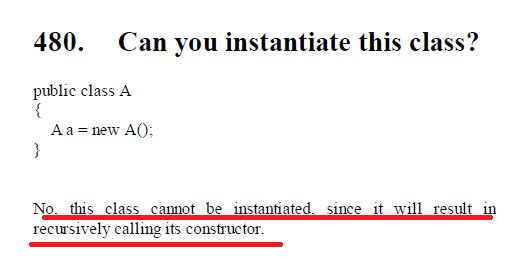 480. Can you instantiate this class?
public class A
{
A a = new A();
}
No, this class cannot be instantiated, since it will result in
recursively calling its constructor.